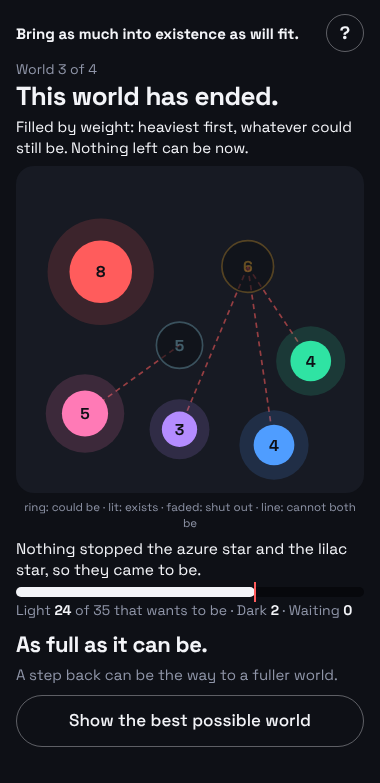 Bring as much into existence as will fit.
?
World 3 of 4
This world has ended.
Filled by weight: heaviest first, whatever could
still be. Nothing left can be now.
8
6
5
4
5
3
4
ring: could be · lit: exists · faded: shut out · line: cannot both
be
Nothing stopped the azure star and the lilac
star, so they came to be.
Light 24 of 35 that wants to be · Dark 2 · Waiting 0
As full as it can be.
A step back can be the way to a fuller world.
Show the best possible world